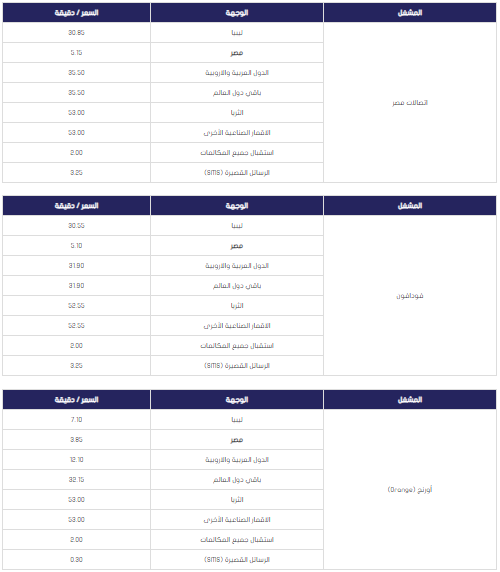 المشغل الوجهة السعر / دقيقة
اتصالات مصر
ليبيا 30.85
مصر 5.15
الدول العربية والاروبية 35.50
باقي دول العالم 35.50
الثريا 53.00
الاقمار الصناعية الأخرى 53.00
استقبال جميع المكالمات 2.00
الرسائل القصيرة (SMS) 3.25
المشغل الوجهة السعر / دقيقة
فودافون
ليبيا 30.55
مصر 5.10
الدول العربية والاروبية 31.90
باقي دول العالم 31.90
الثريا 52.55
الاقمار الصناعية الأخرى 52.55
استقبال جميع المكالمات 2.00
الرسائل القصيرة (SMS) 3.25
المشغل الوجهة السعر / دقيقة
أورنج (Orange)
ليبيا 7.10
مصر 3.85
الدول العربية والاروبية 12.10
باقي دول العالم 32.15
الثريا 53.00
الاقمار الصناعية الأخرى 53.00
استقبال جميع المكالمات 2.00
الرسائل القصيرة (SMS) 0.30